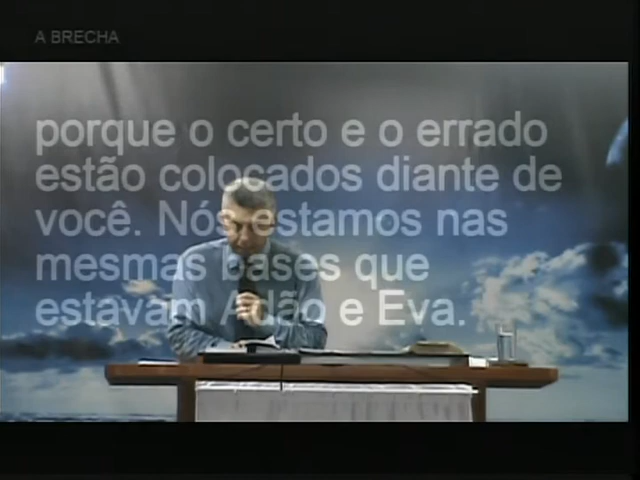 A BRECHA
porque o certo e o errado
estão colocados diante de
você. Nós estamos nas
mesmas bases que
estavam Adão e Eva.